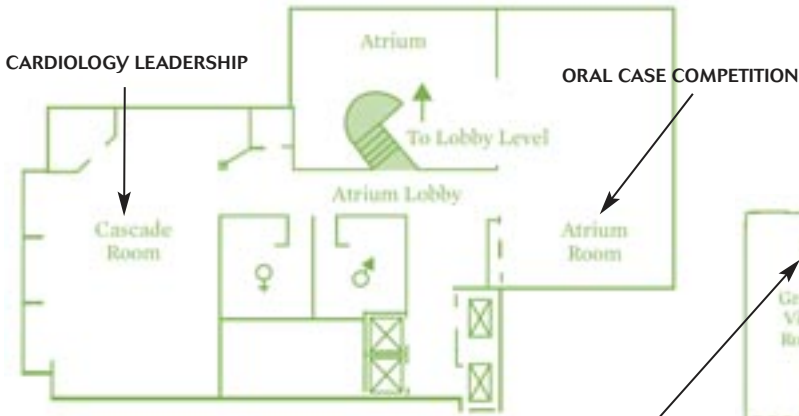 CARDIOLOGY LEADERSHIP
Atrium
ORAL CASE COMPETITION
To Lobby Level
Atrium Lobby
Cascade
Room
Atrium
Room